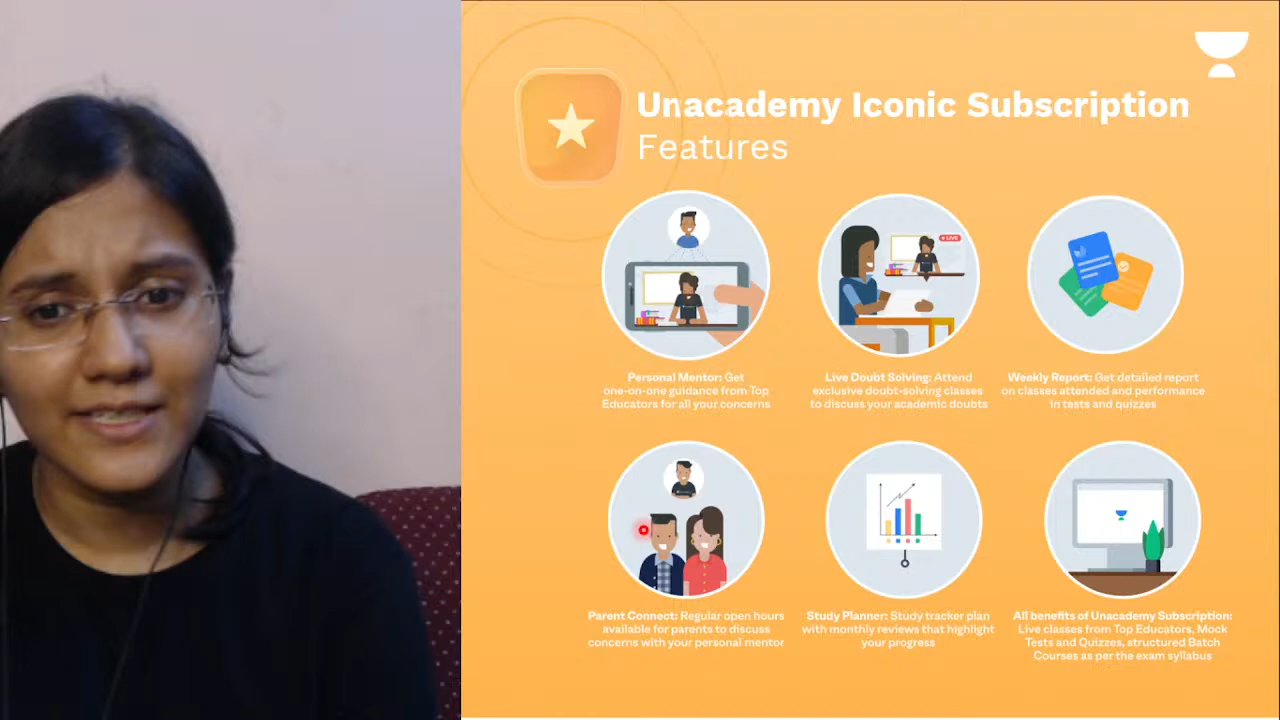 Unacademy Iconic Subscription
Features
LIVE
Personal Mentor: Get
one-on-one guidance from Top
Educators for all your concerns
Live Doubt Solving: Attend
exclusive doubt-solving classes
to discuss your academic doubts
Weekly Report: Get detailed report
on classes attended and performance
in tests and quizzes
Parent Connect: Regular open hours
available for parents to discuss
concerns with your personal mentor
Study Planner: Study tracker plan
with monthly reviews that highlight
your progress
All benefits of Unacademy Subscription:
Live classes from Top Educators, Mock
Tests and Quizzes, structured Batch
Courses as per the exam syllabus